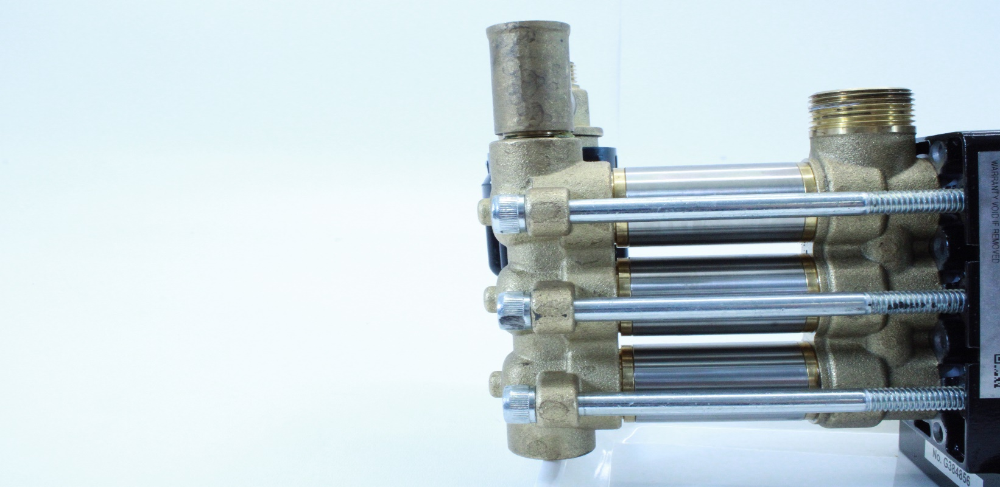 WARRANTY VOID IF REMOVED
No. G384856